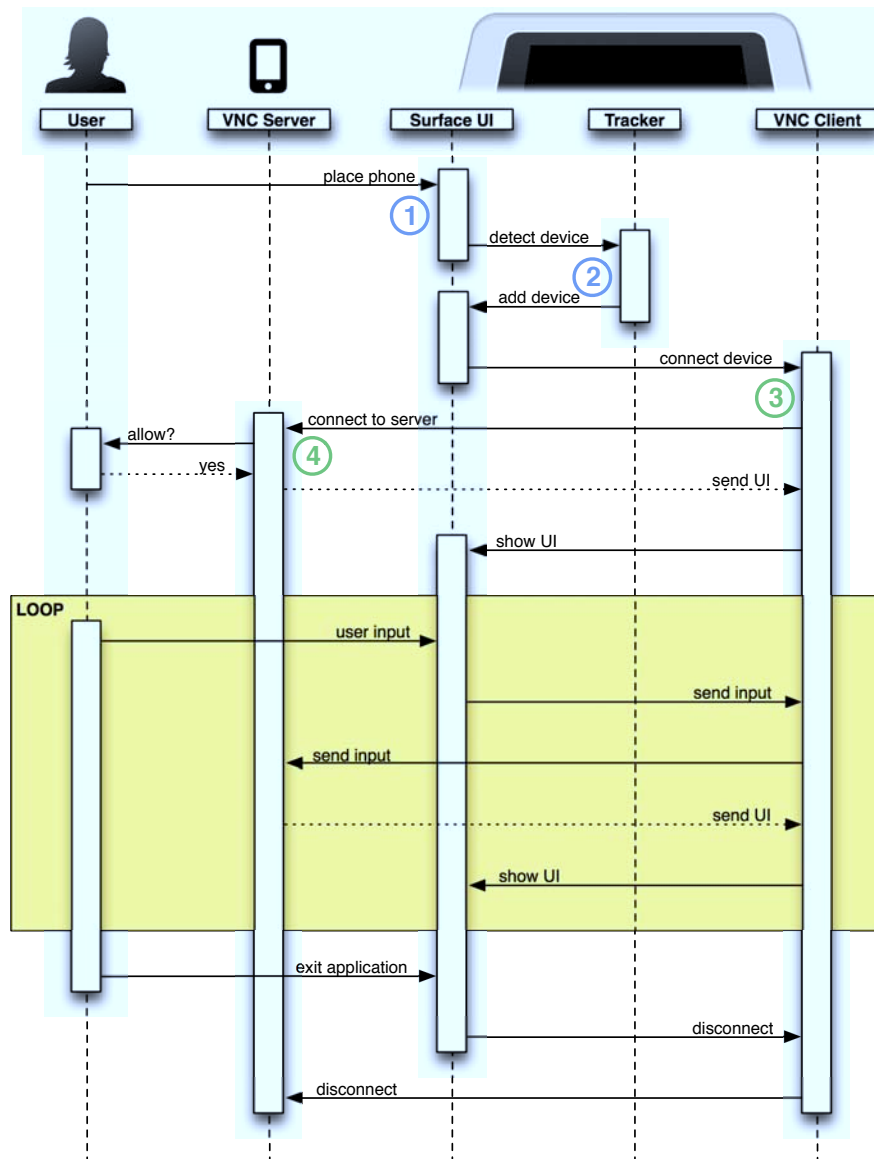 User
VNC Server
Surface UI
Tracker
VNC Client
place phone
1
detect device
2
add device
connect device
3
connect to server
allow?
4
yes
send UI
show UI
LOOP
user input
send input
send input
send UI
show UI
exit application
disconnect
disconnect